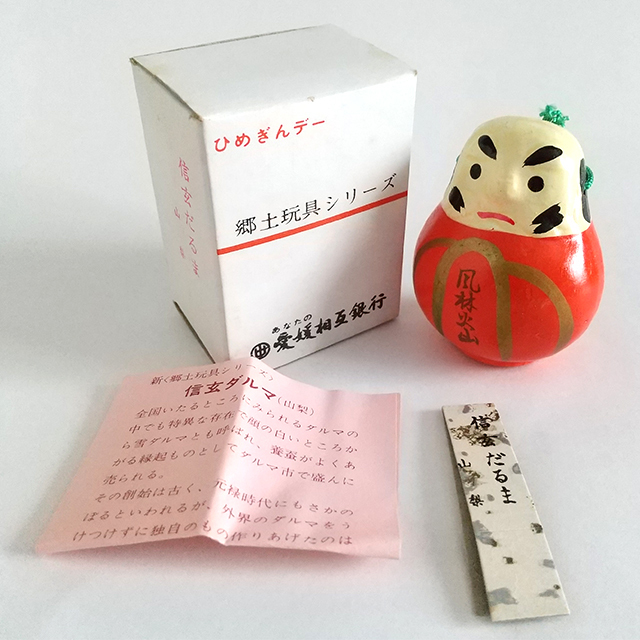 ひめぎんデー
郷土玩具シリーズ
あなたの
愛媛相互銀行
信玄だるま
山梨
風林火山
新〈郷土玩具シリーズ〉
信玄ダルマ(山梨)
全国いたるところにみられるダルマの
中でも特異な存在で顔の白いところか
ら雪ダルマとも呼ばれ、養蚕がよくあ
がる縁起ものとしてダルマ市で盛んに
売られる。
その創始は古く、元禄時代にもさかの
ぼるといわれるが、外界のダルマをう
けつけずに独自のもの作りあげたのは
信玄だるま
山梨